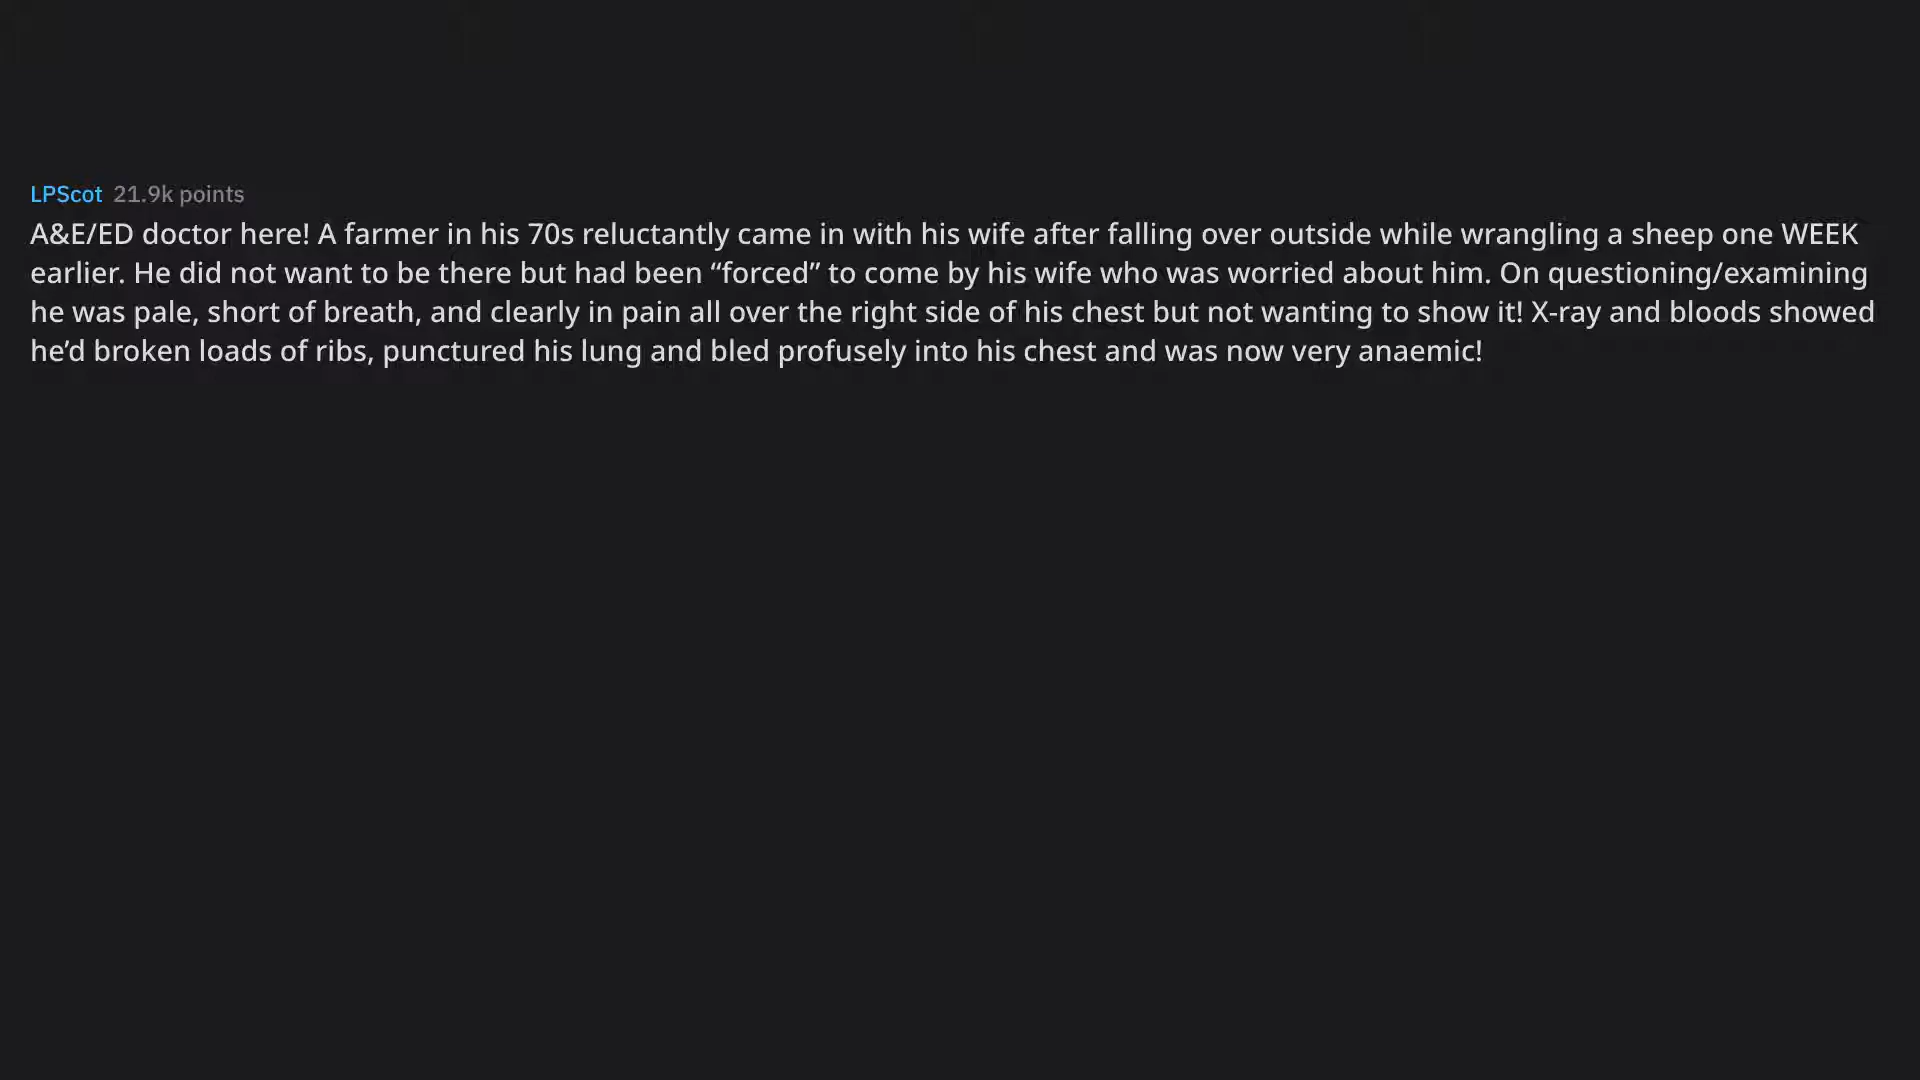 LPScot 21.9k points
A&E/ED doctor here! A farmer in his 70s reluctantly came in with his wife after falling over outside while wrangling a sheep one WEEK
earlier. He did not want to be there but had been “forced” to come by his wife who was worried about him. On questioning/examining
he was pale, short of breath, and clearly in pain all over the right side of his chest but not wanting to show it! X-ray and bloods showed
he’d broken loads of ribs, punctured his lung and bled profusely into his chest and was now very anaemic!